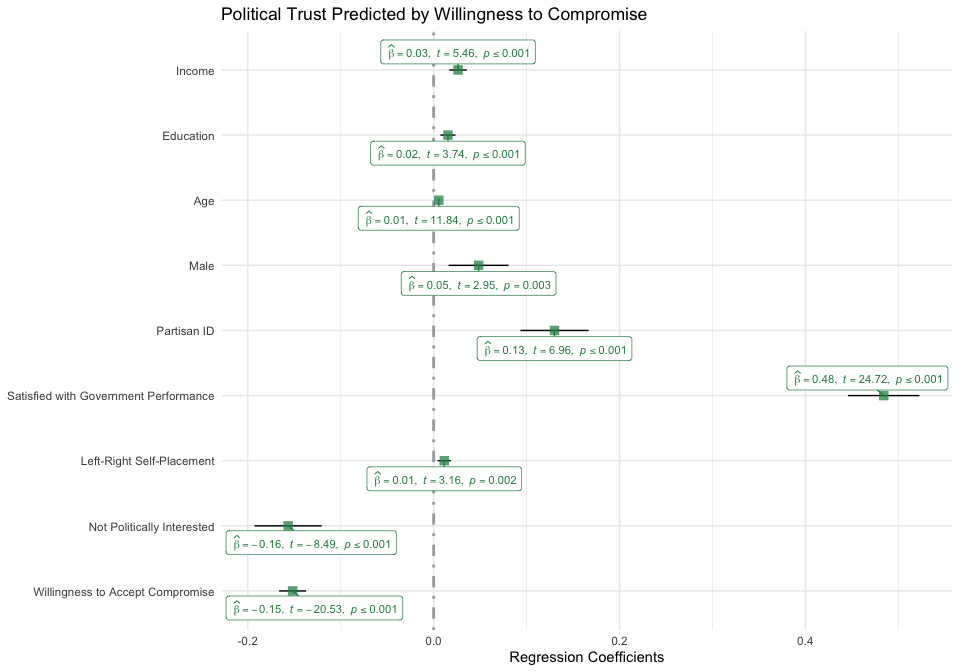 Political Trust Predicted by Willingness to Compromise
β̂ = 0.03, t = 5.46, p ≤ 0.001
Income
Education
β̂ = 0.02, t = 3.74, p ≤ 0.001
Age
β̂ = 0.01, t = 11.84, p ≤ 0.001
Male
β̂ = 0.05, t = 2.95, p = 0.003
Partisan ID
β̂ = 0.13, t = 6.96, p ≤ 0.001
β̂ = 0.48, t = 24.72, p ≤ 0.001
Satisfied with Government Performance
Left-Right Self-Placement
β̂ = 0.01, t = 3.16, p = 0.002
Not Politically Interested
β̂ = −0.16, t = −8.49, p ≤ 0.001
Willingness to Accept Compromise
β̂ = −0.15, t = −20.53, p ≤ 0.001
-0.2 0.0 0.2 0.4
Regression Coefficients